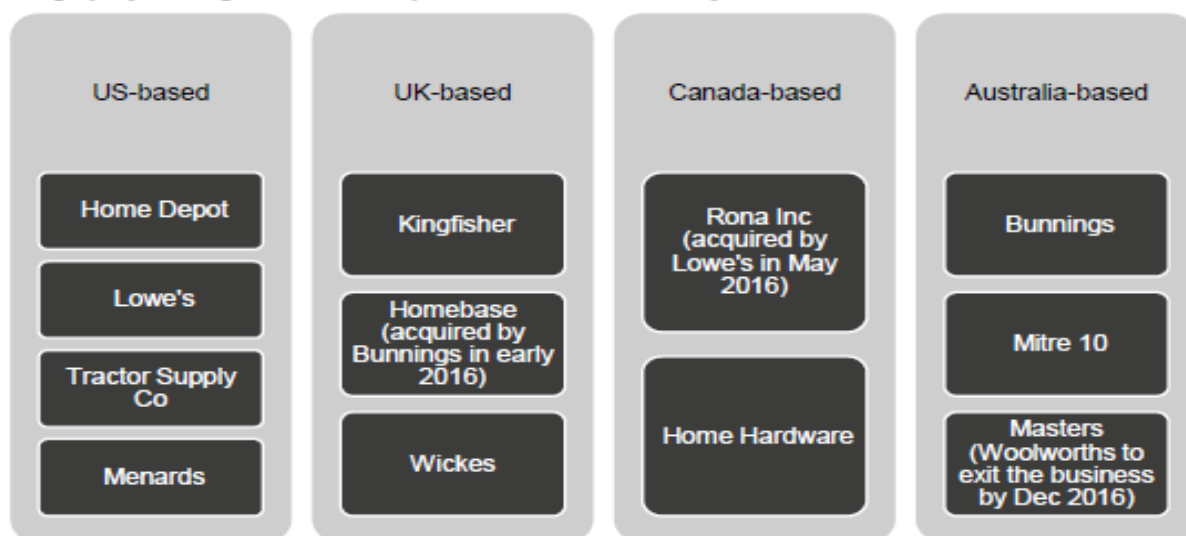 US-based
Home Depot
Lowe's
Tractor Supply
Co
Menards
UK-based
Kingfisher
Homebase
(acquired by
Bunnings in early
2016)
Wickes
Canada-based
Rona Inc
(acquired by
Lowe's in May
2016)
Home Hardware
Australia-based
Bunnings
Mitre 10
Masters
(Woolworths to
exit the business
by Dec 2016)